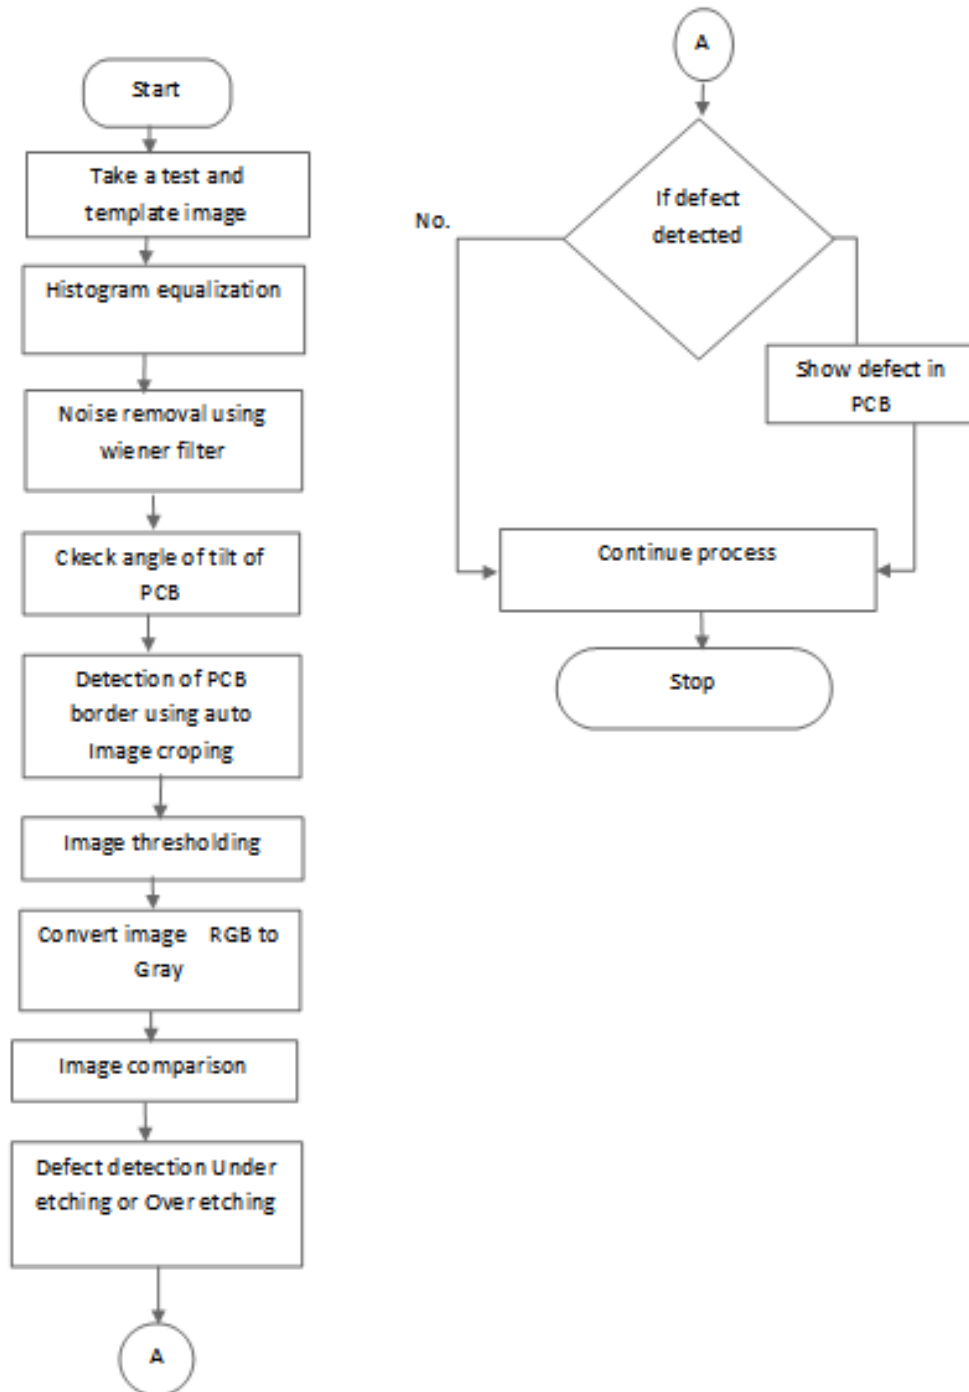 Start
Take a test and
template image
Histogram equalization
Noise removal using
wiener filter
Ckeck angle of tilt of
PCB
Detection of PCB
border using auto
Image croping
Image thresholding
Convert image RGB to
Gray
Image comparison
Defect detection Under
etching or Over etching
A
A
If defect
detected
No.
Show defect in
PCB
Continue process
Stop